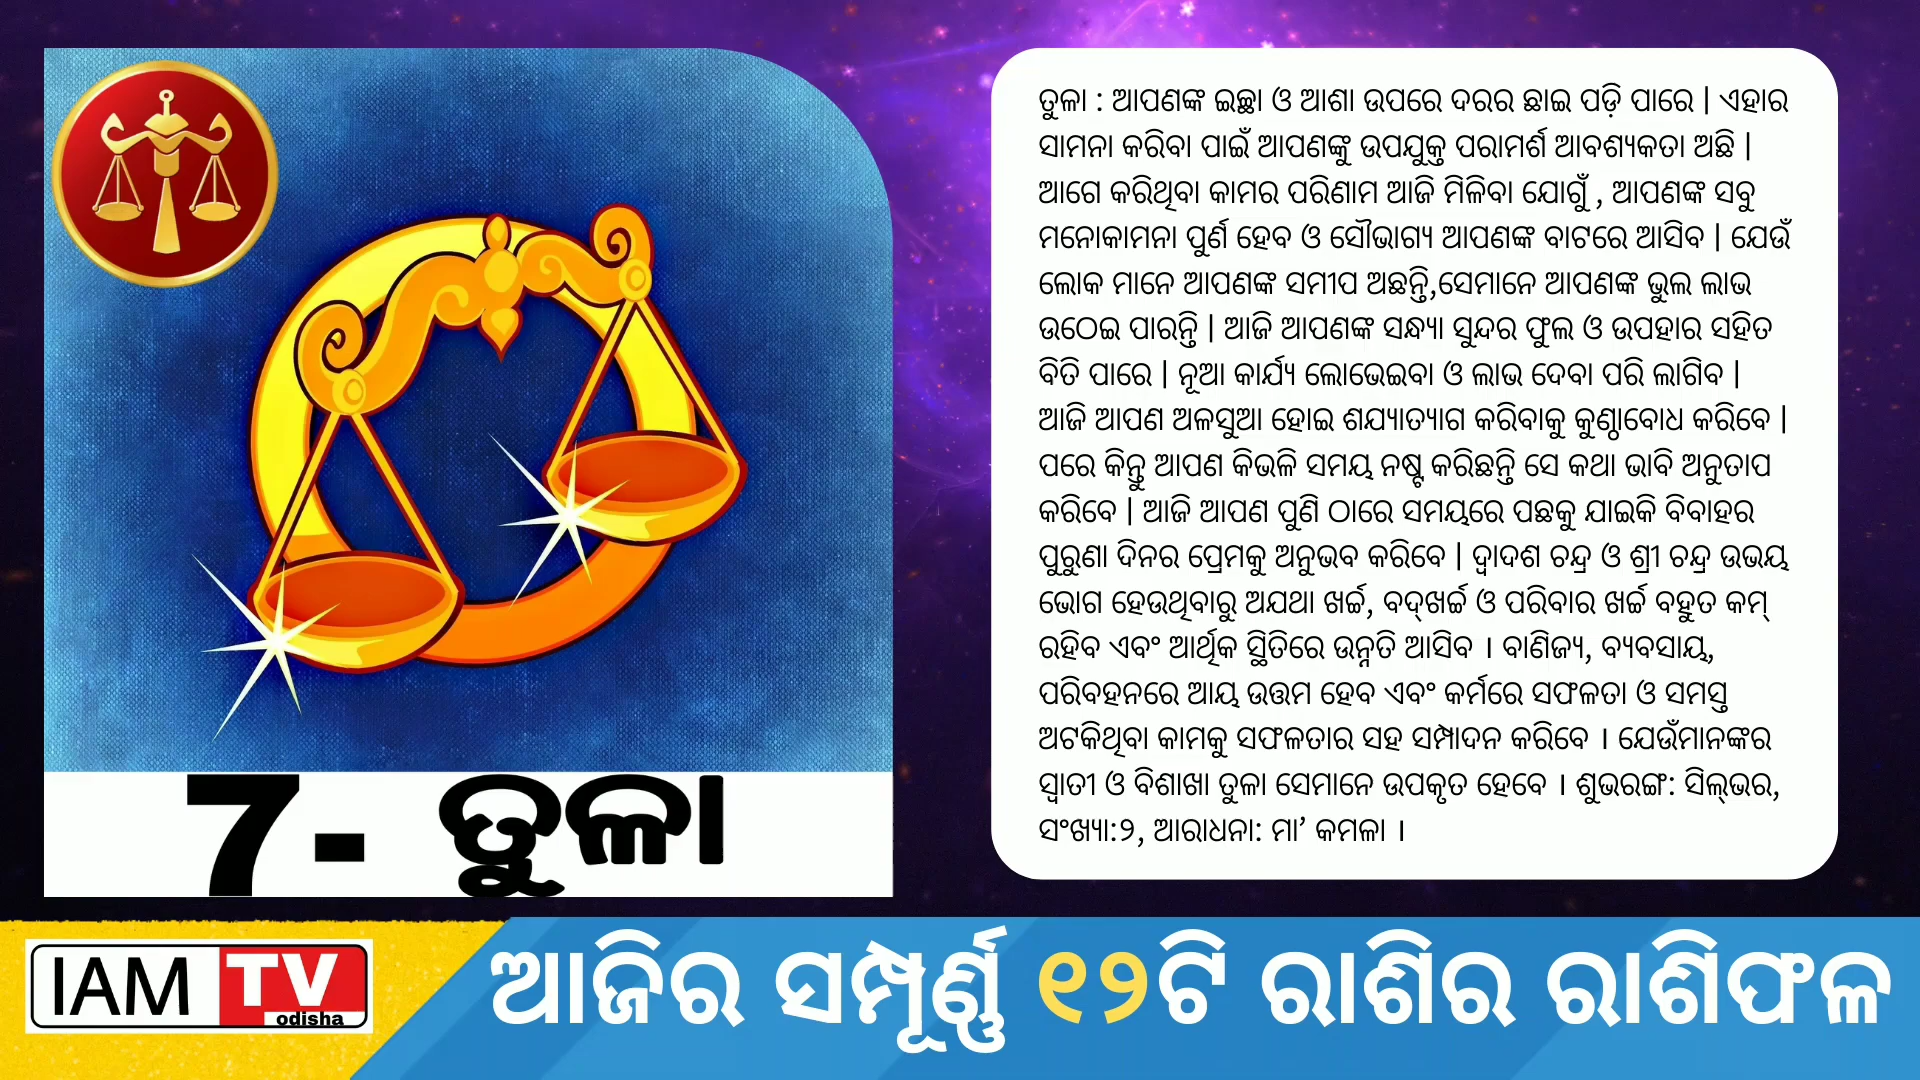 7- ତୁଳା
ତୁଳା : ଆପଣଙ୍କ ଇଚ୍ଛା ଓ ଆଶା ଉପରେ ଦରର ଛାଇ ପଡ଼ି ପାରେ | ଏହାର
ସାମନା କରିବା ପାଇଁ ଆପଣଙ୍କୁ ଉପଯୁକ୍ତ ପରାମର୍ଶ ଆବଶ୍ୟକତା ଅଛି |
ଆଗେ କରିଥିବା କାମର ପରିଣାମ ଆଜି ମିଳିବା ଯୋଗୁଁ , ଆପଣଙ୍କ ସବୁ
ମନୋକାମନା ପୁର୍ଣ ହେବ ଓ ସୌଭାଗ୍ୟ ଆପଣଙ୍କ ବାଟରେ ଆସିବ | ଯେଉଁ
ଲୋକ ମାନେ ଆପଣଙ୍କ ସମୀପ ଅଛନ୍ତି,ସେମାନେ ଆପଣଙ୍କ ଭୁଲ ଲାଭ
ଉଠେଇ ପାରନ୍ତି | ଆଜି ଆପଣଙ୍କ ସନ୍ଧ୍ୟା ସୁନ୍ଦର ଫୁଲ ଓ ଉପହାର ସହିତ
ବିତି ପାରେ | ନୂଆ କାର୍ଯ୍ୟ ଲୋଭେଇବା ଓ ଲାଭ ଦେବା ପରି ଲାଗିବ |
ଆଜି ଆପଣ ଅଳସୁଆ ହୋଇ ଶଯ୍ୟାତ୍ୟାଗ କରିବାକୁ କୁଣ୍ଠାବୋଧ କରିବେ |
ପରେ କିନ୍ତୁ ଆପଣ କିଭଳି ସମୟ ନଷ୍ଟ କରିଛନ୍ତି ସେ କଥା ଭାବି ଅନୁତାପ
କରିବେ | ଆଜି ଆପଣ ପୁଣି ଠାରେ ସମୟରେ ପଛକୁ ଯାଇକି ବିବାହର
ପୁରୁଣା ଦିନର ପ୍ରେମକୁ ଅନୁଭବ କରିବେ | ଦ୍ୱାଦଶ ଚନ୍ଦ୍ର ଓ ଶ୍ରୀ ଚନ୍ଦ୍ର ଉଭୟ
ଭୋଗ ହେଉଥିବାରୁ ଅଯଥା ଖର୍ଚ୍ଚ, ବଦ୍‌ଖର୍ଚ୍ଚ ଓ ପରିବାର ଖର୍ଚ୍ଚ ବହୁତ କମ୍
ରହିବ ଏବଂ ଆର୍ଥିକ ସ୍ଥିତିରେ ଉନ୍ନତି ଆସିବ । ବାଣିଜ୍ୟ, ବ୍ୟବସାୟ,
ପରିବହନରେ ଆୟ ଉତ୍ତମ ହେବ ଏବଂ କର୍ମରେ ସଫଳତା ଓ ସମସ୍ତ
ଅଟକିଥିବା କାମକୁ ସଫଳତାର ସହ ସମ୍ପାଦନ କରିବେ । ଯେଉଁମାନଙ୍କର
ସ୍ୱାତୀ ଓ ବିଶାଖା ତୁଳା ସେମାନେ ଉପକୃତ ହେବେ । ଶୁଭରଙ୍ଗ: ସିଲ୍‌ଭର,
ସଂଖ୍ୟା:୨, ଆରାଧନା: ମା’ କମଳା ।
IAM TV
odisha
ଆଜିର ସମ୍ପୂର୍ଣ୍ଣ ୧୨ଟି ରାଶିର ରାଶିଫଳ